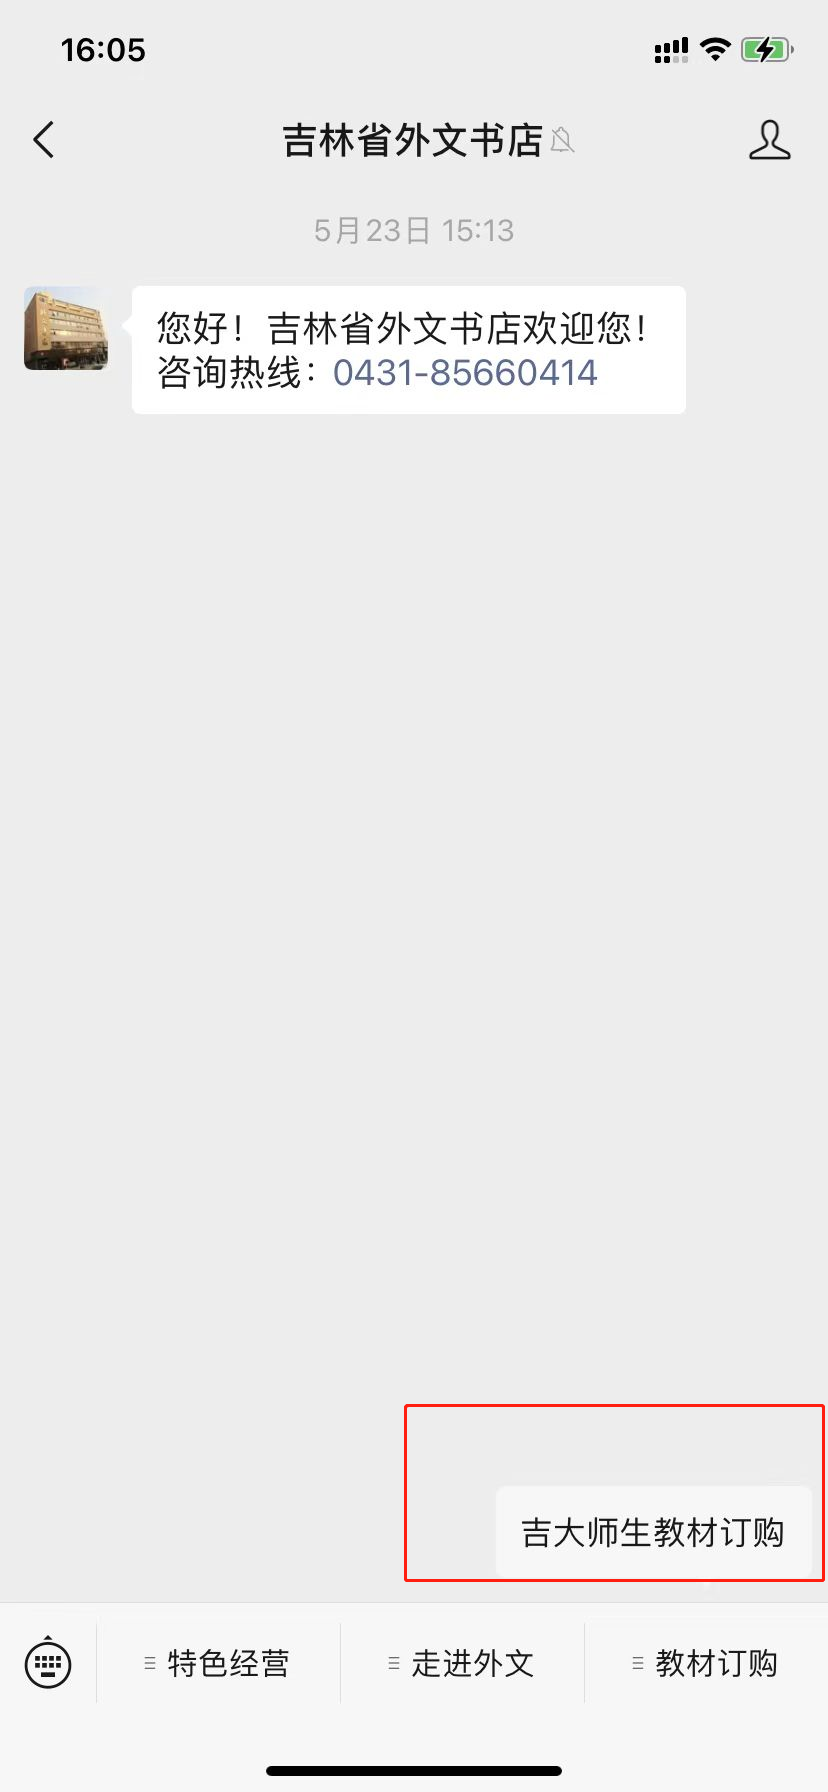 16:05
吉林省外文书店
5月23日 15:13
您好！吉林省外文书店欢迎您！
咨询热线：0431-85660414
吉大师生教材订购
特色经营
走进外文
教材订购